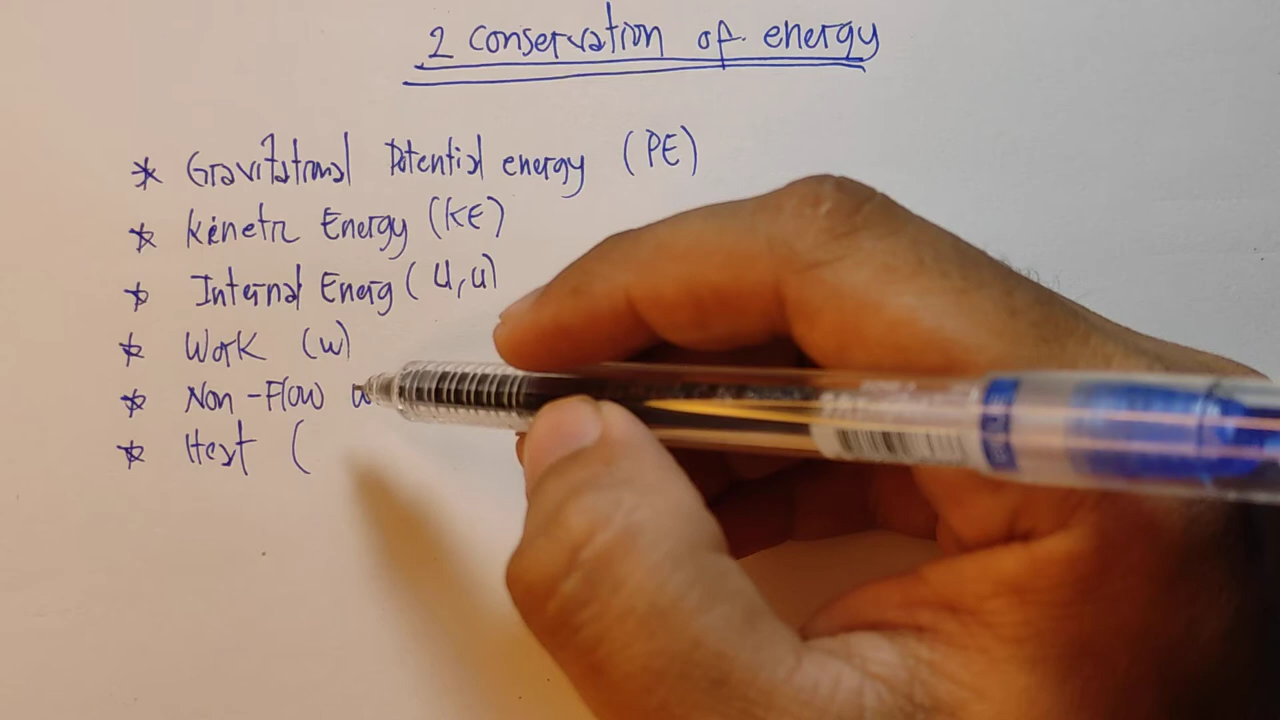 2 conservation of energy
* Gravitational Potential energy (PE)
* Kinetic Energy (KE)
* Internal Energ (U,u)
* Work (W)
* Non-Flow
* Heat (